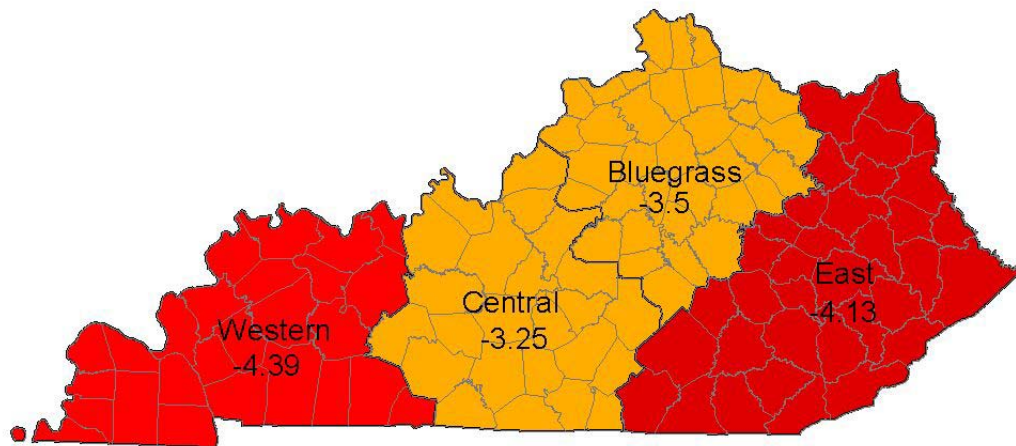 Bluegrass
-3.5
East
-4.13
Central
-3.25
Western
-4.39